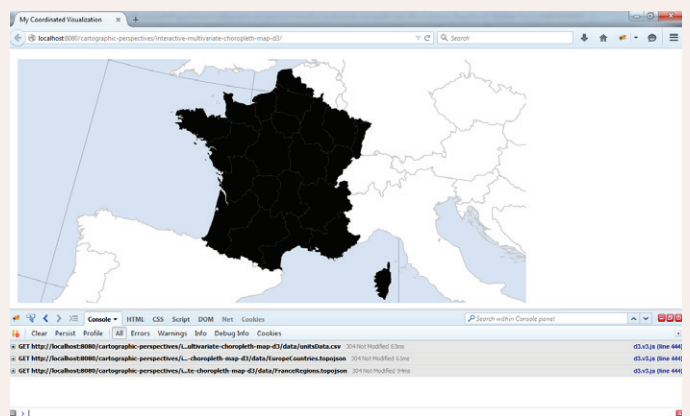 My Coordinated Visualization
localhost:8080/cartographic-perspectives/interactive-multivariate-choropleth-map-d3/
Search
Console HTML CSS Script DOM Net Cookies
Search within Console panel
Clear Persist Profile All Errors Warnings Info Debug Info Cookies
GET http://localhost:8080/cartographic-perspectives/i...ultivariate-choropleth-map-d3/data/unitsData.csv 304 Not Modified 63ms d3.v3.js (line 444)
GET http://localhost:8080/cartographic-perspectives/i...-choropleth-map-d3/data/EuropeCountries.topojson 304 Not Modified 63ms d3.v3.js (line 444)
GET http://localhost:8080/cartographic-perspectives/i...te-choropleth-map-d3/data/FranceRegions.topojson 304 Not Modified 94ms d3.v3.js (line 444)